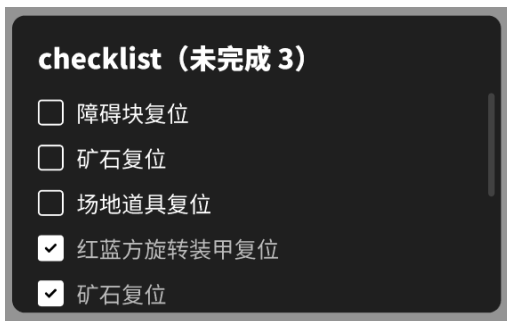 checklist（未完成 3）
障碍块复位
矿石复位
场地道具复位
红蓝方旋转装甲复位
矿石复位